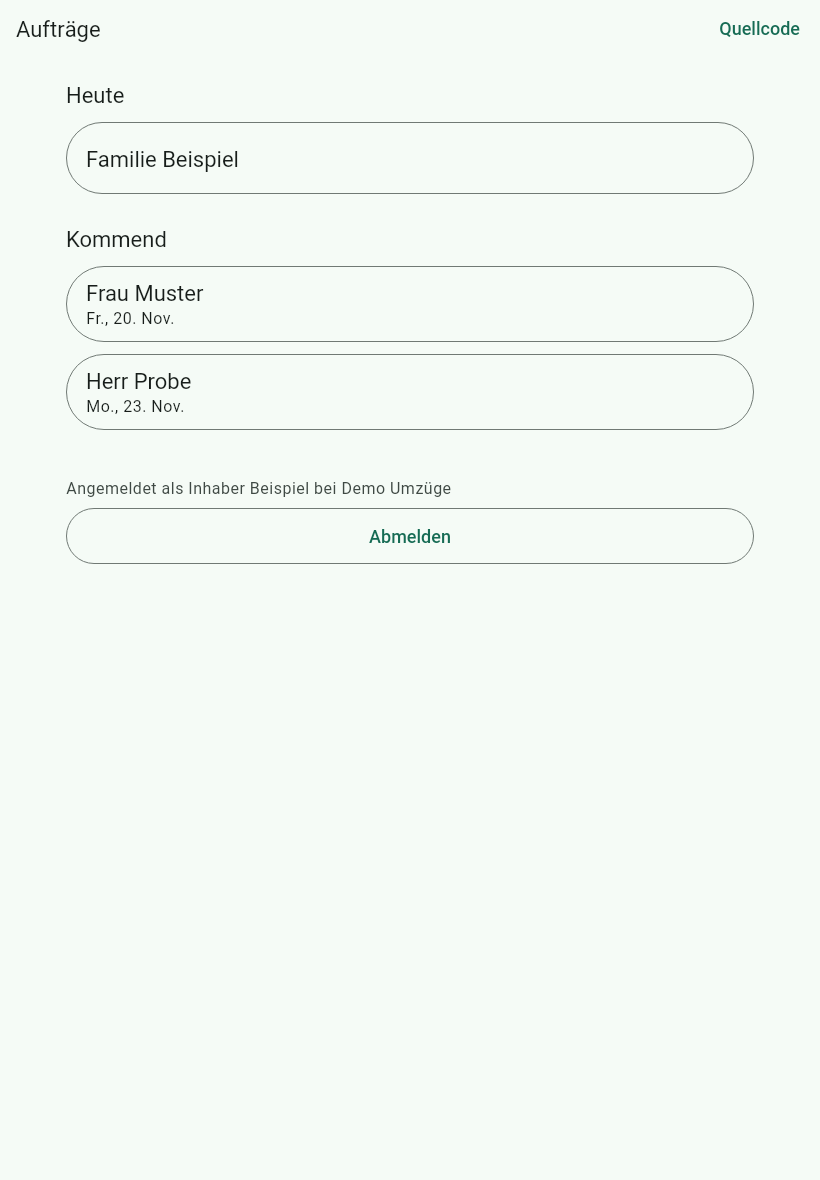 Aufträge
Quellcode
Heute
Familie Beispiel
Kommend
Frau Muster
Fr., 20. Nov.
Herr Probe
Mo., 23. Nov.
Angemeldet als Inhaber Beispiel bei Demo Umzüge
Abmelden